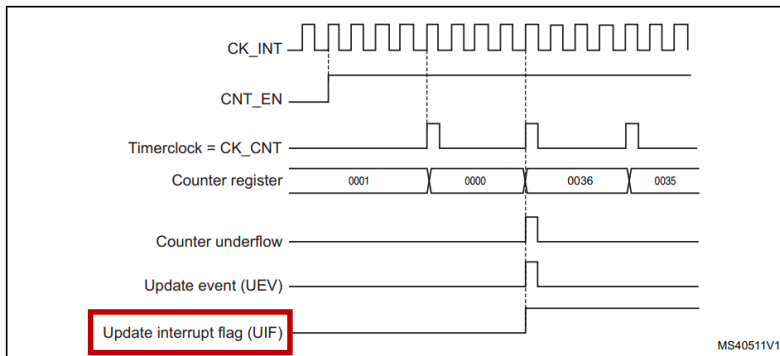 CK_INT
CNT_EN
Timerclock = CK_CNT
Counter register
0001 0000 0036 0035
Counter underflow
Update event (UEV)
Update interrupt flag (UIF)
MS40511V1